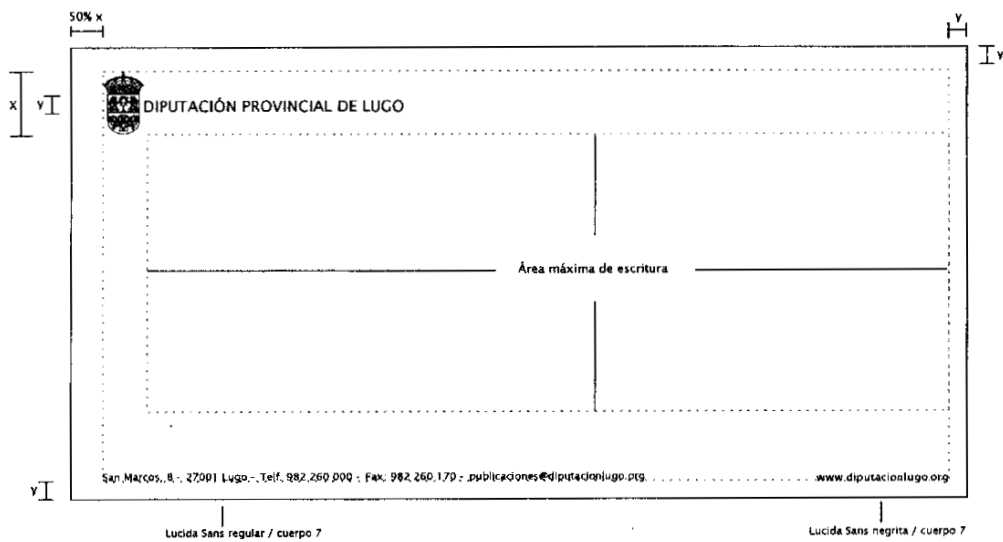 50% x
y
y
x
y
DIPUTACIÓN PROVINCIAL DE LUGO
Área máxima de escritura
San Marcos, 8 - 27001 Lugo - Telf. 982 260 000 - Fax: 982 260 170 - publicaciones@diputacionlugo.org
www.diputacionlugo.org
y
Lucida Sans regular / cuerpo 7
Lucida Sans negrita / cuerpo 7